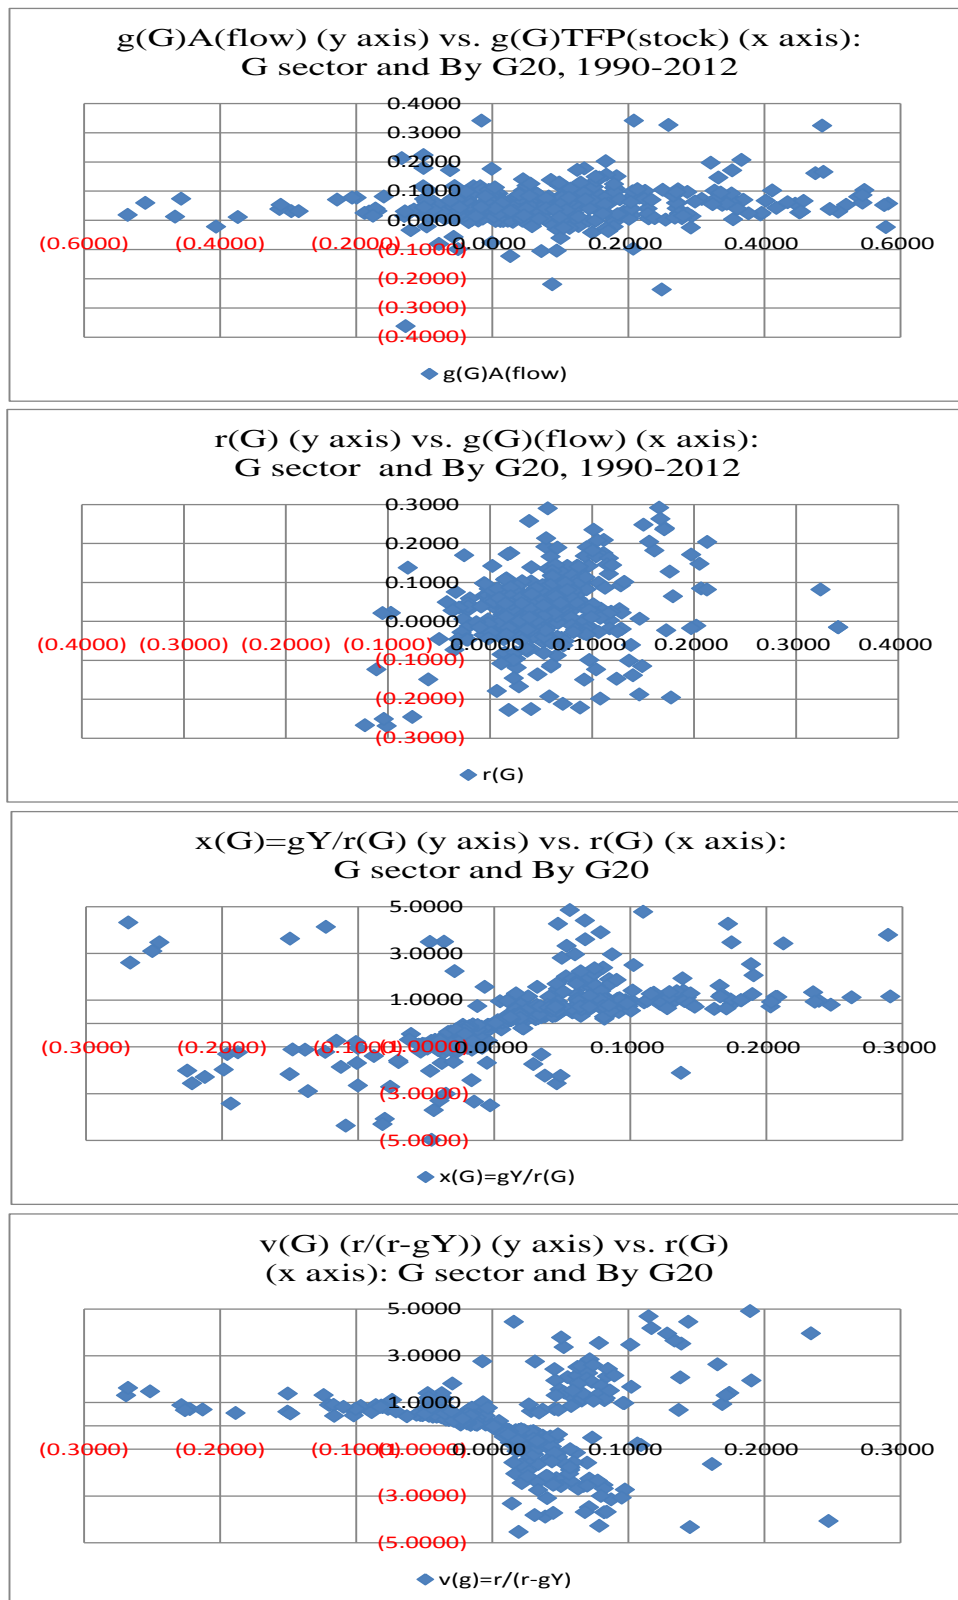 g(G)A(flow) (y axis) vs. g(G)TFP(stock) (x axis):
G sector and By G20, 1990-2012
0.4000
0.3000
0.2000
0.1000
0.0000
(0.6000) (0.4000) (0.2000) 0.0000 0.2000 0.4000 0.6000
(0.1000)
(0.2000)
(0.3000)
(0.4000)
g(G)A(flow)
r(G) (y axis) vs. g(G)(flow) (x axis):
G sector and By G20, 1990-2012
0.3000
0.2000
0.1000
0.0000
(0.4000) (0.3000) (0.2000) (0.1000) 0.0000 0.1000 0.2000 0.3000 0.4000
(0.1000)
(0.2000)
(0.3000)
r(G)
x(G)=gY/r(G) (y axis) vs. r(G) (x axis):
G sector and By G20
5.0000
3.0000
1.0000
(0.3000) (0.2000) (0.1000) (1.0000) 0.0000 0.1000 0.2000 0.3000
(3.0000)
(5.0000)
x(G)=gY/r(G)
v(G) (r/(r-gY)) (y axis) vs. r(G)
(x axis): G sector and By G20
5.0000
3.0000
1.0000
(0.3000) (0.2000) (0.1000) (1.0000) 0.0000 0.1000 0.2000 0.3000
(3.0000)
(5.0000)
v(g)=r/(r-gY)